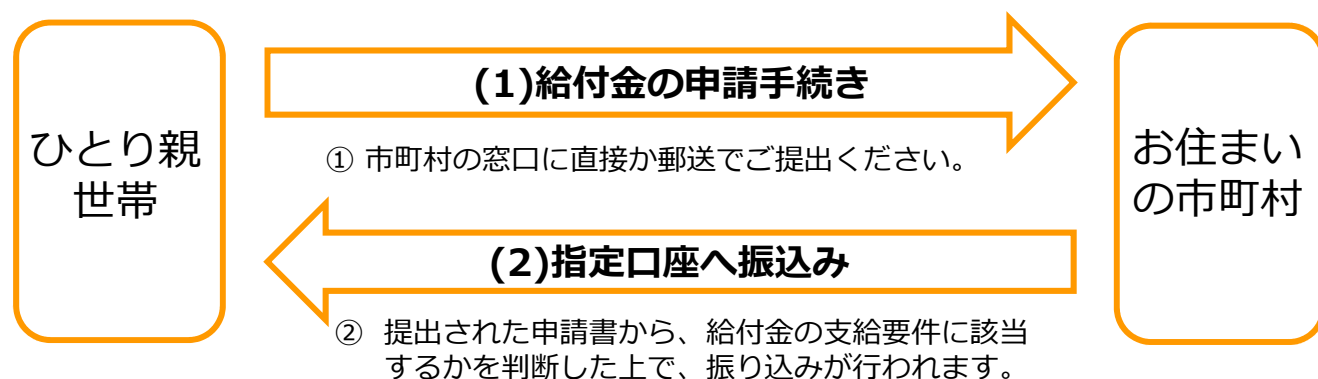 ひとり親
世帯
(1)給付金の申請手続き
① 市町村の窓口に直接か郵送でご提出ください。
(2)指定口座へ振込み
② 提出された申請書から、給付金の支給要件に該当
するかを判断した上で、振り込みが行われます。
お住まい
の市町村